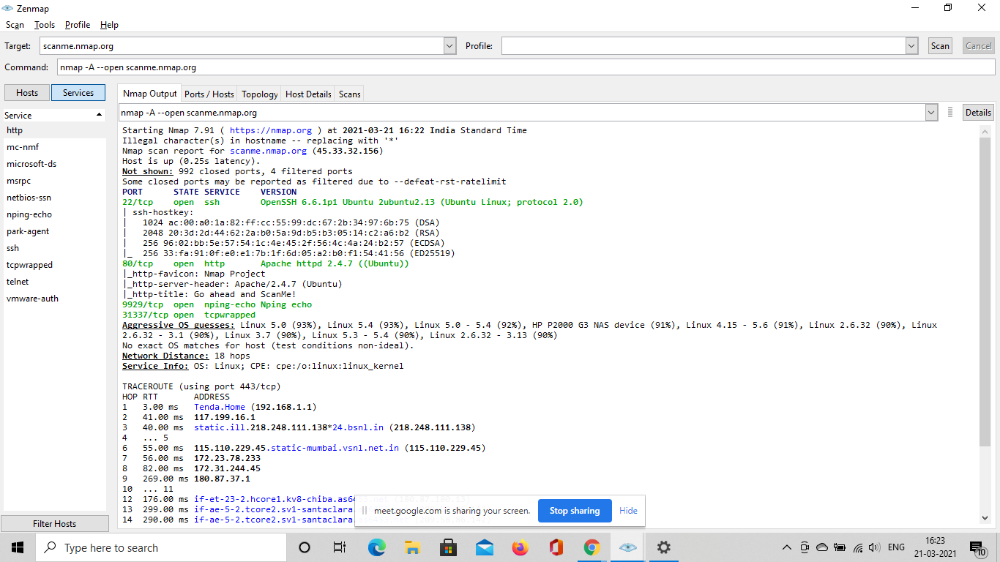 Zenmap
Scan Tools Profile Help
Target: scanme.nmap.org Profile: Scan Cancel
Command: nmap -A --open scanme.nmap.org
Hosts Services
Service
http
mc-nmf
microsoft-ds
msrpc
netbios-ssn
nping-echo
park-agent
ssh
tcpwrapped
telnet
vmware-auth
Filter Hosts
Nmap Output Ports / Hosts Topology Host Details Scans
nmap -A --open scanme.nmap.org Details
Starting Nmap 7.91 ( https://nmap.org ) at 2021-03-21 16:22 India Standard Time
Illegal character(s) in hostname -- replacing with '*'
Nmap scan report for scanme.nmap.org (45.33.32.156)
Host is up (0.25s latency).
Not shown: 992 closed ports, 4 filtered ports
Some closed ports may be reported as filtered due to --defeat-rst-ratelimit
PORT      STATE SERVICE    VERSION
22/tcp    open  ssh        OpenSSH 6.6.1p1 Ubuntu 2ubuntu2.13 (Ubuntu Linux; protocol 2.0)
| ssh-hostkey:
|   1024 ac:00:a0:1a:82:ff:cc:55:99:dc:67:2b:34:97:6b:75 (DSA)
|   2048 20:3d:2d:44:62:2a:b0:5a:9d:b5:b3:05:14:c2:a6:b2 (RSA)
|   256 96:02:bb:5e:57:54:1c:4e:45:2f:56:4c:4a:24:b2:57 (ECDSA)
|_  256 33:fa:91:0f:e0:e1:7b:1f:6d:05:a2:b0:f1:54:41:56 (ED25519)
80/tcp    open  http       Apache httpd 2.4.7 ((Ubuntu))
|_http-favicon: Nmap Project
|_http-server-header: Apache/2.4.7 (Ubuntu)
|_http-title: Go ahead and ScanMe!
9929/tcp  open  nping-echo Nping echo
31337/tcp open  tcpwrapped
Aggressive OS guesses: Linux 5.0 (93%), Linux 5.4 (93%), Linux 5.0 - 5.4 (92%), HP P2000 G3 NAS device (91%), Linux 4.15 - 5.6 (91%), Linux 2.6.32 (90%), Linux
2.6.32 - 3.1 (90%), Linux 3.7 (90%), Linux 5.3 - 5.4 (90%), Linux 2.6.32 - 3.13 (90%)
No exact OS matches for host (test conditions non-ideal).
Network Distance: 18 hops
Service Info: OS: Linux; CPE: cpe:/o:linux:linux_kernel
TRACEROUTE (using port 443/tcp)
HOP RTT       ADDRESS
1   3.00 ms   Tenda.Home (192.168.1.1)
2   41.00 ms  117.199.16.1
3   40.00 ms  static.ill.218.248.111.138*24.bsnl.in (218.248.111.138)
4   ... 5
6   55.00 ms  115.110.229.45.static-mumbai.vsnl.net.in (115.110.229.45)
7   56.00 ms  172.23.78.233
8   82.00 ms  172.31.244.45
9   269.00 ms 180.87.37.1
10  ... 11
12  176.00 ms if-et-23-2.hcore1.kv8-chiba.as6
13  299.00 ms if-ae-5-2.tcore2.sv1-santaclara.
14  290.00 ms if-ae-5-2.tcore2.sv1-santaclara.
meet.google.com is sharing your screen. Stop sharing Hide
Type here to search
ENG
16:23
21-03-2021
10